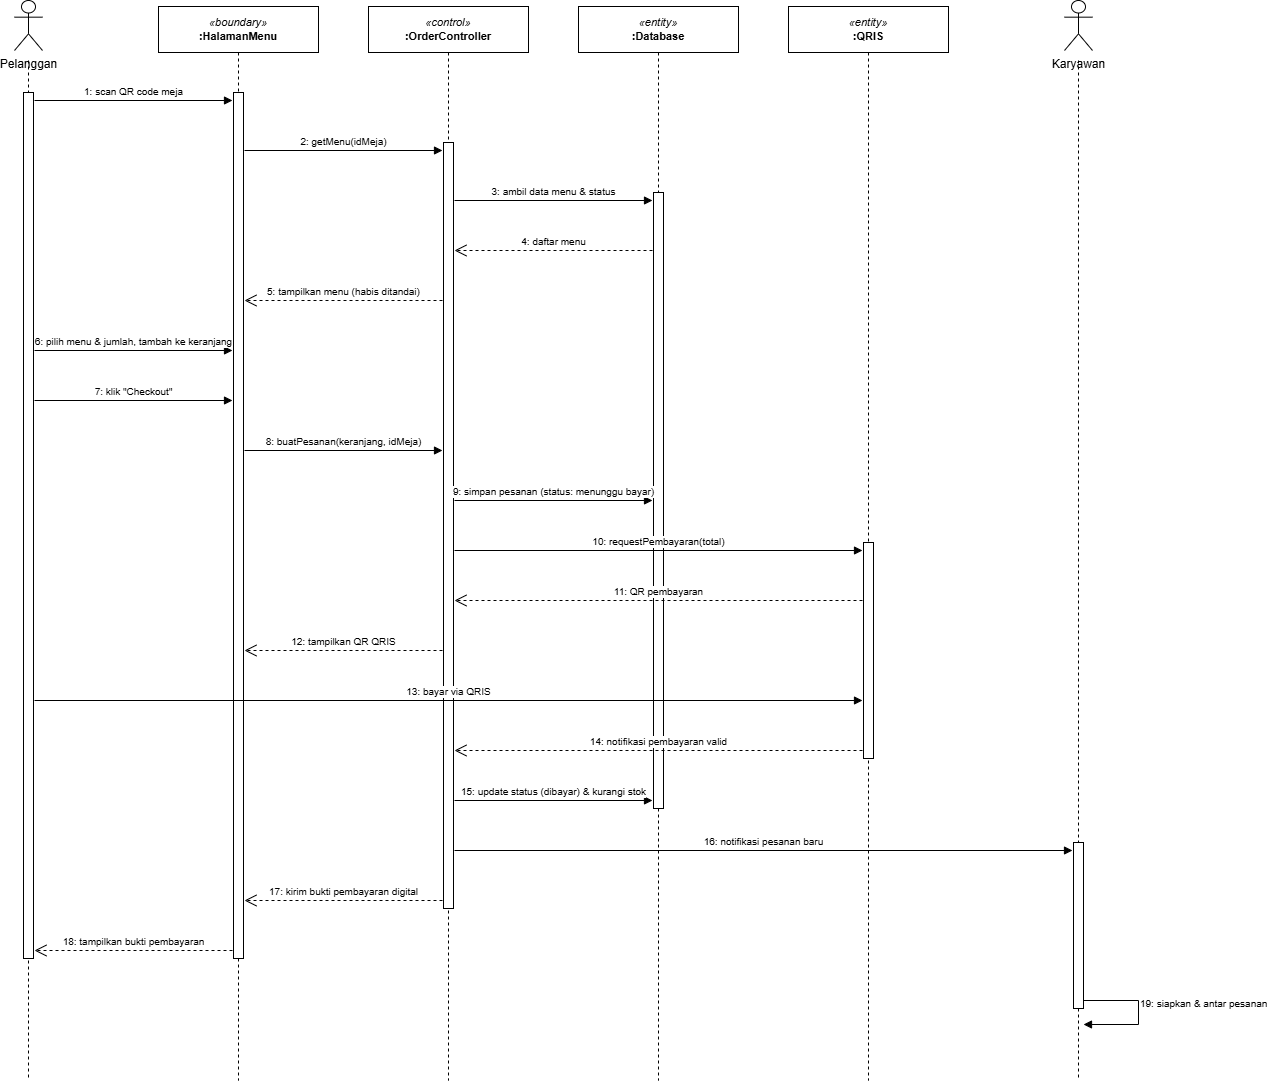 «boundary»
:HalamanMenu
«control»
:OrderController
«entity»
:Database
«entity»
:QRIS
Pelanggan
Karyawan
1: scan QR code meja
2: getMenu(idMeja)
3: ambil data menu & status
4: daftar menu
5: tampilkan menu (habis ditandai)
6: pilih menu & jumlah, tambah ke keranjang
7: klik "Checkout"
8: buatPesanan(keranjang, idMeja)
9: simpan pesanan (status: menunggu bayar)
10: requestPembayaran(total)
11: QR pembayaran
12: tampilkan QR QRIS
13: bayar via QRIS
14: notifikasi pembayaran valid
15: update status (dibayar) & kurangi stok
16: notifikasi pesanan baru
17: kirim bukti pembayaran digital
18: tampilkan bukti pembayaran
19: siapkan & antar pesanan